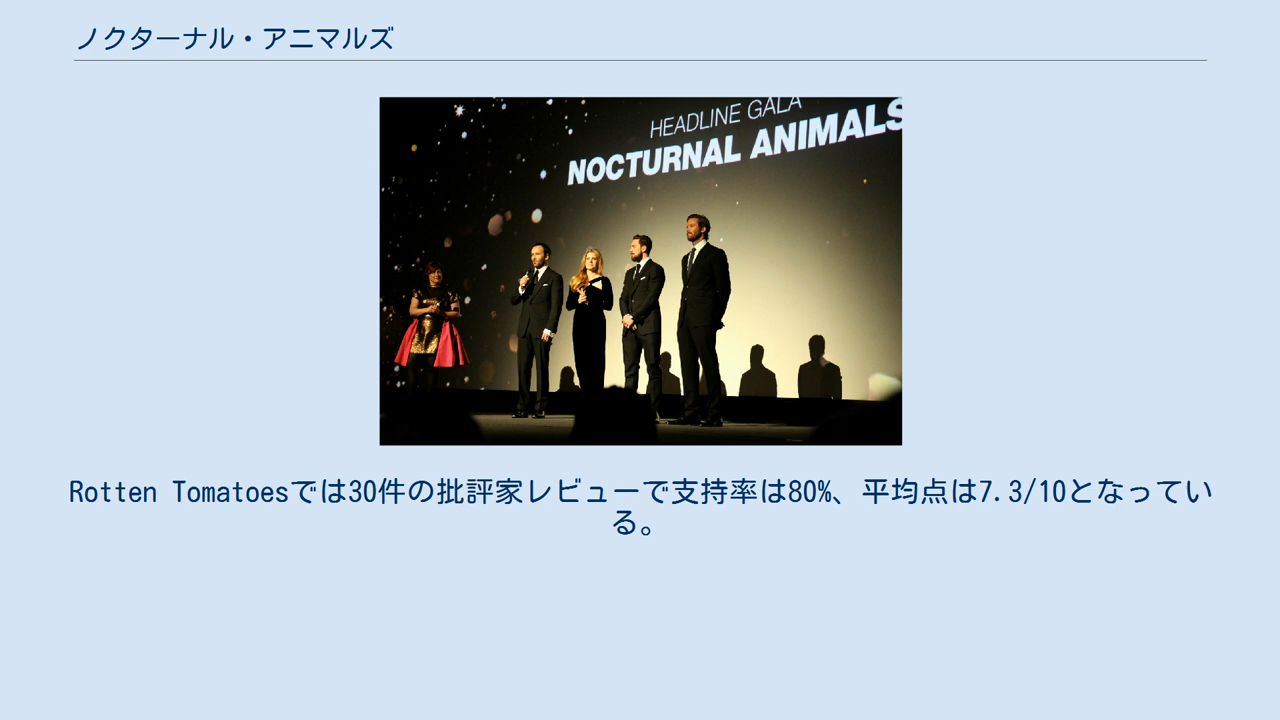 ノクターナル・アニマルズ
HEADLINE GALA
NOCTURNAL ANIMALS
Rotten Tomatoesでは30件の批評家レビューで支持率は80%、平均点は7.3/10となってい
る。